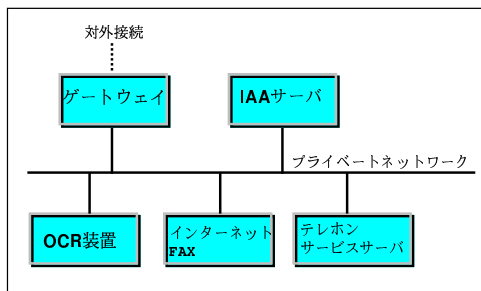 対外接続
ゲートウェイ
IAAサーバ
プライベートネットワーク
OCR装置
インターネット
FAX
テレホン
サービスサーバ